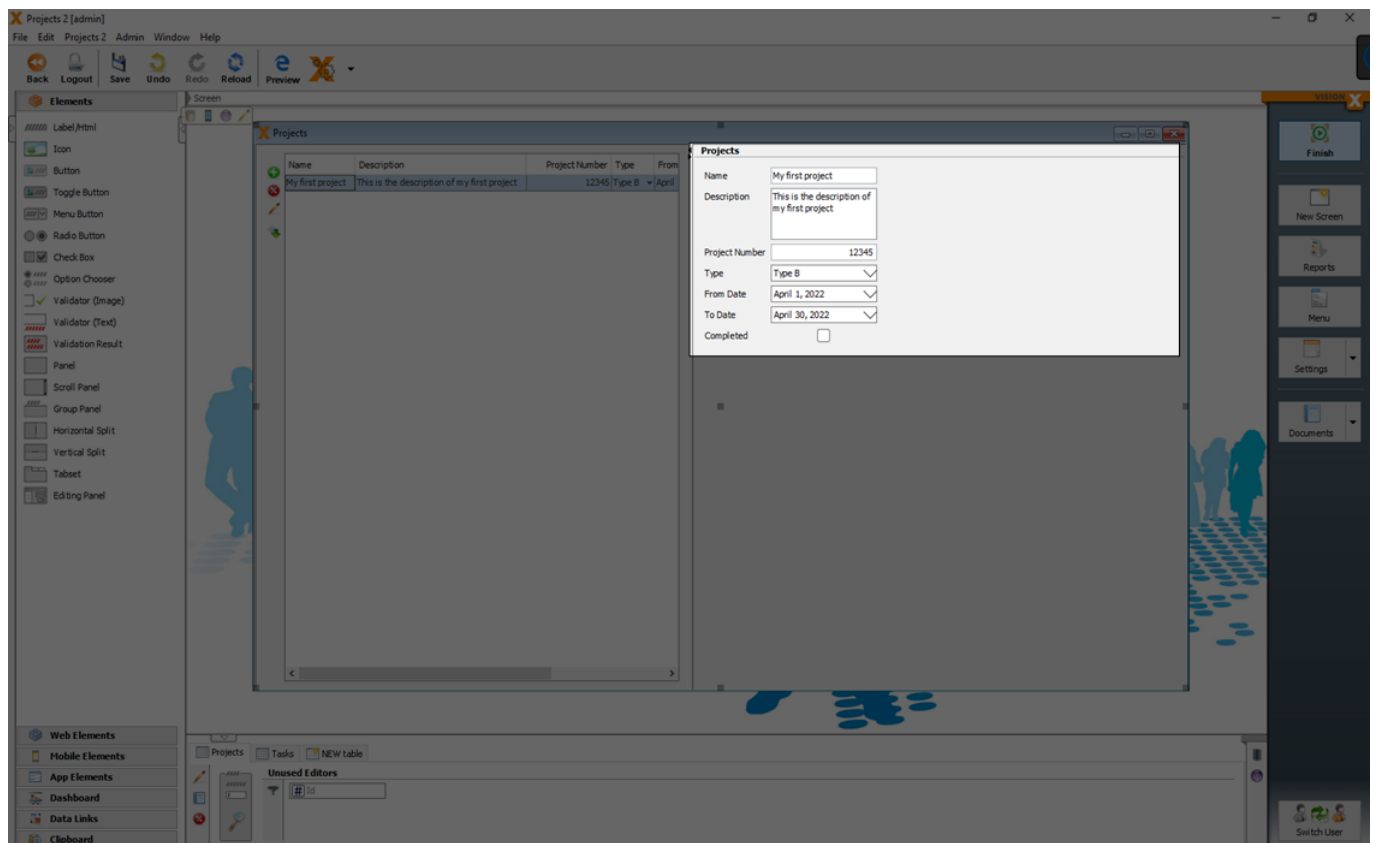 Projects 2 [admin]
File Edit Projects 2 Admin Window Help
Back Logout Save Undo Redo Reload Preview
Elements
Label/Html
Icon
Button
Toggle Button
Menu Button
Radio Button
Check Box
Option Chooser
Validator (Image)
Validator (Text)
Validation Result
Panel
Scroll Panel
Group Panel
Horizontal Split
Vertical Split
Tabset
Editing Panel
Web Elements
Mobile Elements
App Elements
Dashboard
Data Links
Clipboard
Screen
Projects
Name Description Project Number Type From
My first project This is the description of my first project 12345 Type B April
Projects
Name My first project
Description This is the description of
my first project
Project Number 12345
Type Type B
From Date April 1, 2022
To Date April 30, 2022
Completed
Projects Tasks NEW table
Unused Editors
# Id
VISION X
Finish
New Screen
Reports
Menu
Settings
Documents
Switch User